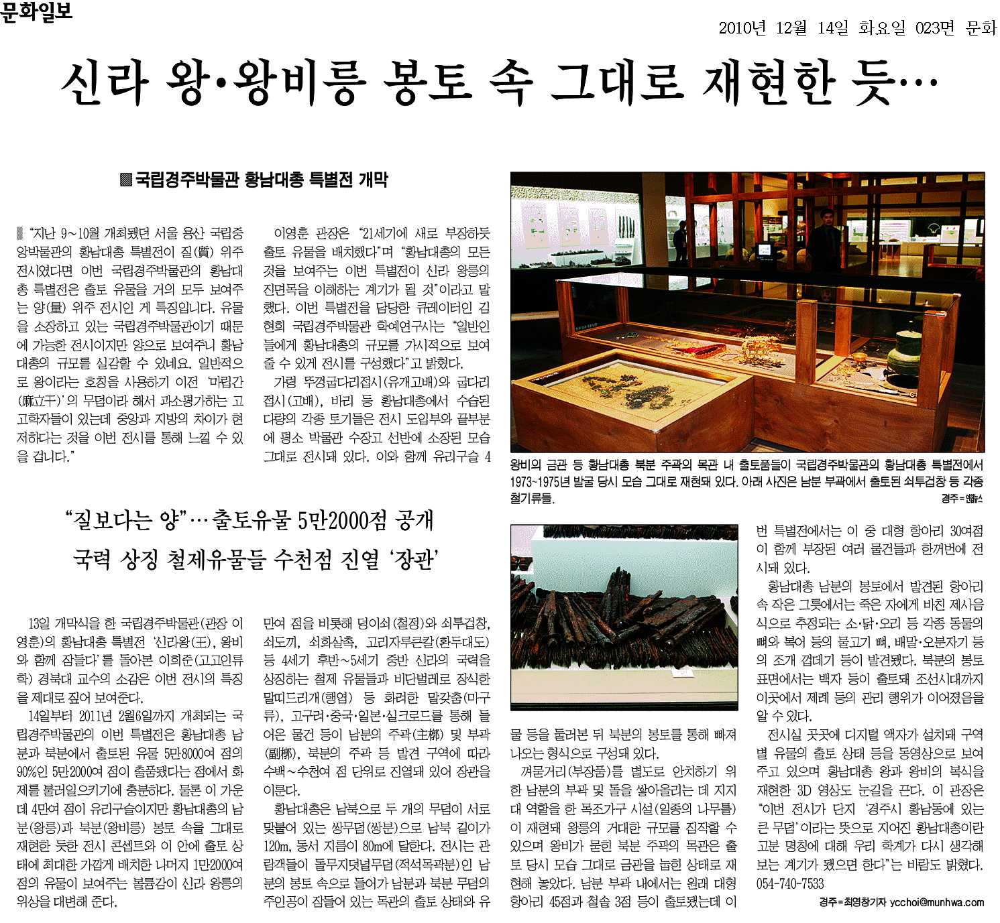 문화일보
2010년 12월 14일 화요일 023면 문화
신라 왕·왕비릉 봉토 속 그대로 재현한 듯…
▨국립경주박물관 황남대총 특별전 개막
▨ “지난 9~10월 개최됐던 서울 용산 국립중
앙박물관의 황남대총 특별전이 질(質) 위주
전시였다면 이번 국립경주박물관의 황남대
총 특별전은 출토 유물을 거의 모두 보여주
는 양(量) 위주 전시인 게 특징입니다. 유물
을 소장하고 있는 국립경주박물관이기 때문
에 가능한 전시이지만 양으로 보여주니 황남
대총의 규모를 실감할 수 있네요. 일반적으
로 왕이라는 호칭을 사용하기 이전 ‘마립간
(麻立干)’의 무덤이라 해서 과소평가하는 고
고학자들이 있는데 중앙과 지방의 차이가 현
저하다는 것을 이번 전시를 통해 느낄 수 있
을 겁니다.”
“질보다는 양”…출토유물 5만2000점 공개
국력 상징 철제유물들 수천점 진열 ‘장관’
13일 개막식을 한 국립경주박물관(관장 이
영훈)의 황남대총 특별전 ‘신라왕(王), 왕비
와 함께 잠들다’를 돌아본 이희준(고고인류
학) 경북대 교수의 소감은 이번 전시의 특징
을 제대로 짚어 보여준다.
14일부터 2011년 2월6일까지 개최되는 국
립경주박물관의 이번 특별전은 황남대총 남
분과 북분에서 출토된 유물 5만8000여 점의
90%인 5만2000여 점이 출품됐다는 점에서 화
제를 불러일으키기에 충분하다. 물론 이 가운
데 4만여 점이 유리구슬이지만 황남대총의 남
분(왕릉)과 북분(왕비릉) 봉토 속을 그대로
재현한 듯한 전시 콘셉트와 이 안에 출토 상
태에 최대한 가깝게 배치한 나머지 1만2000여
점의 유물이 보여주는 볼륨감이 신라 왕릉의
위상을 대변해 준다.
이영훈 관장은 “21세기에 새로 부장하듯
출토 유물을 배치했다”며 “황남대총의 모든
것을 보여주는 이번 특별전이 신라 왕릉의
진면목을 이해하는 계기가 될 것”이라고 말
했다. 이번 특별전을 담당한 큐레이터인 김
현희 국립경주박물관 학예연구사는 “일반인
들에게 황남대총의 규모를 가시적으로 보여
줄 수 있게 전시를 구성했다”고 밝혔다.
가령 뚜껑굽다리접시(유개고배)와 굽다리
접시(고배), 바리 등 황남대총에서 수습된
다량의 각종 토기들은 전시 도입부와 끝부분
에 평소 박물관 수장고 선반에 소장된 모습
그대로 전시돼 있다. 이와 함께 유리구슬 4
만여 점을 비롯해 덩이쇠(철정)와 쇠투겁창,
쇠도끼, 쇠화살촉, 고리자루큰칼(환두대도)
등 4세기 후반~5세기 중반 신라의 국력을
상징하는 철제 유물들과 비단벌레로 장식한
말띠드리개(행엽) 등 화려한 말갖춤(마구
류), 고구려·중국·일본·실크로드를 통해 들
어온 물건 등이 남분의 주곽(主槨) 및 부곽
(副槨), 북분의 주곽 등 발견 구역에 따라
수백~수천여 점 단위로 진열돼 있어 장관을
이룬다.
황남대총은 남북으로 두 개의 무덤이 서로
맞붙어 있는 쌍무덤(쌍분)으로 남북 길이가
120m, 동서 지름이 80m에 달한다. 전시는 관
람객들이 돌무지덧널무덤(적석목곽분)인 남
분의 봉토 속으로 들어가 남분과 북분 무덤의
주인공이 잠들어 있는 목관의 출토 상태와 유
왕비의 금관 등 황남대총 북분 주곽의 목관 내 출토품들이 국립경주박물관의 황남대총 특별전에서
1973~1975년 발굴 당시 모습 그대로 재현돼 있다. 아래 사진은 남분 부곽에서 출토된 쇠투겁창 등 각종
철기류들.
경주=연합뉴스
물 등을 둘러본 뒤 북분의 봉토를 통해 빠져
나오는 형식으로 구성돼 있다.
껴묻거리(부장품)를 별도로 안치하기 위
한 남분의 부곽 및 돌을 쌓아올리는 데 지지
대 역할을 한 목조가구 시설(일종의 나무틀)
이 재현돼 왕릉의 거대한 규모를 짐작할 수
있으며 왕비가 묻힌 북분 주곽의 목관은 출
토 당시 모습 그대로 금관을 눕힌 상태로 재
현해 놓았다. 남분 부곽 내에서는 원래 대형
항아리 45점과 철솥 3점 등이 출토됐는데 이
번 특별전에서는 이 중 대형 항아리 30여점
이 함께 부장된 여러 물건들과 한꺼번에 전
시돼 있다.
황남대총 남분의 봉토에서 발견된 항아리
속 작은 그릇에서는 죽은 자에게 바친 제사음
식으로 추정되는 소·닭·오리 등 각종 동물의
뼈와 복어 등의 물고기 뼈, 배말·오분자기 등
의 조개 껍데기 등이 발견됐다. 북분의 봉토
표면에서는 백자 등이 출토돼 조선시대까지
이곳에서 제례 등의 관리 행위가 이어졌음을
알 수 있다.
전시실 곳곳에 디지털 액자가 설치돼 구역
별 유물의 출토 상태 등을 동영상으로 보여
주고 있으며 황남대총 왕과 왕비의 복식을
재현한 3D 영상도 눈길을 끈다. 이 관장은
“이번 전시가 단지 ‘경주시 황남동에 있는
큰 무덤’이라는 뜻으로 지어진 황남대총이란
고분 명칭에 대해 우리 학계가 다시 생각해
보는 계기가 됐으면 한다”는 바람도 밝혔다.
054-740-7533
경주=최영창기자 ycchoi@munhwa.com